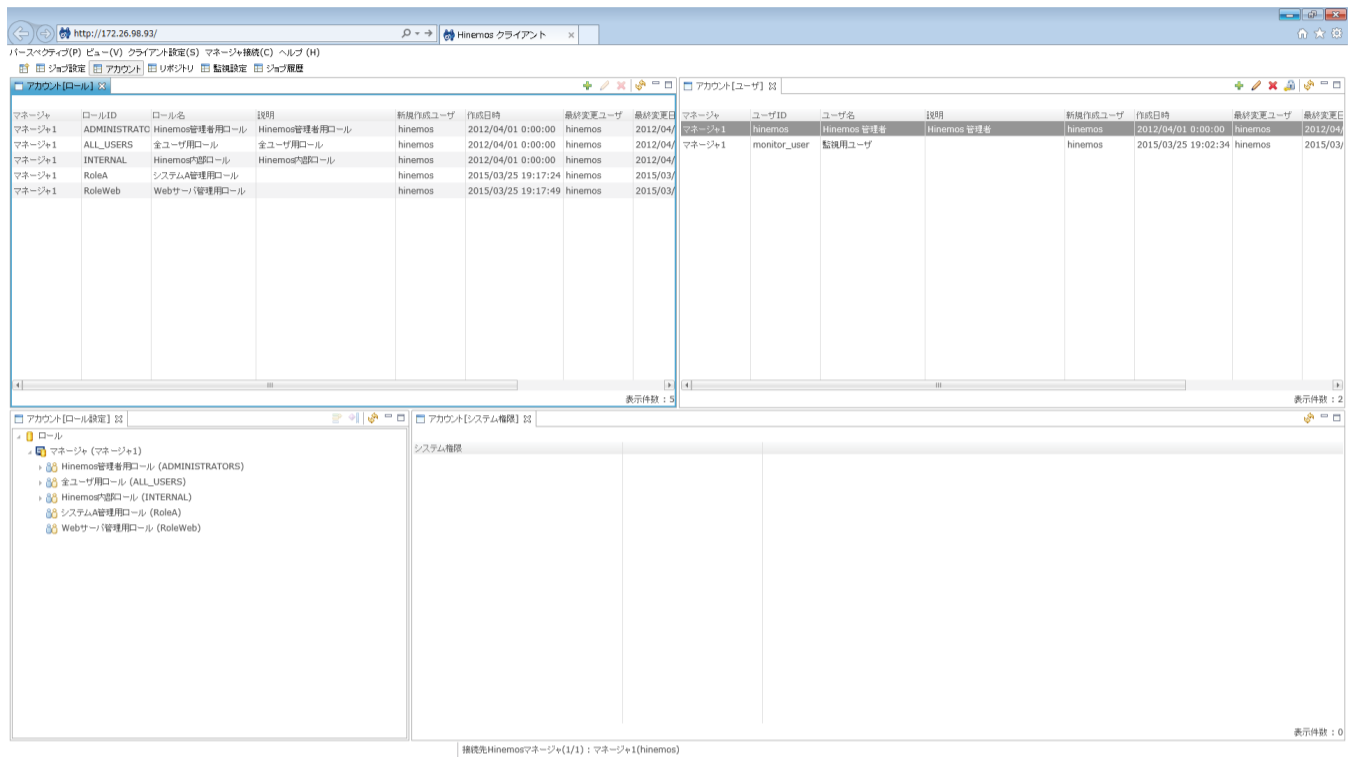 http://172.26.98.93/
Hinemos クライアント
パースペクティブ(P) ビュー(V) クライアント設定(S) マネージャ接続(C) ヘルプ (H)
ジョブ設定 アカウント リポジトリ 監視設定 ジョブ履歴
アカウント[ロール]
マネージャ ロールID ロール名 説明 新規作成ユーザ 作成日時 最終変更ユーザ 最終変更日
マネージャ1 ADMINISTRATO Hinemos管理者用ロール Hinemos管理者用ロール hinemos 2012/04/01 0:00:00 hinemos 2012/04/
マネージャ1 ALL_USERS 全ユーザ用ロール 全ユーザ用ロール hinemos 2012/04/01 0:00:00 hinemos 2012/04/
マネージャ1 INTERNAL Hinemos内部ロール Hinemos内部ロール hinemos 2012/04/01 0:00:00 hinemos 2012/04/
マネージャ1 RoleA システムA管理用ロール hinemos 2015/03/25 19:17:24 hinemos 2015/03/
マネージャ1 RoleWeb Webサーバ管理用ロール hinemos 2015/03/25 19:17:49 hinemos 2015/03/
表示件数 : 5
アカウント[ユーザ]
マネージャ ユーザID ユーザ名 説明 新規作成ユーザ 作成日時 最終変更ユーザ 最終変更日
マネージャ1 hinemos Hinemos 管理者 Hinemos 管理者 hinemos 2012/04/01 0:00:00 hinemos 2012/04/
マネージャ1 monitor_user 監視用ユーザ hinemos 2015/03/25 19:02:34 hinemos 2015/03/
表示件数 : 2
アカウント[ロール設定]
ロール
マネージャ (マネージャ1)
Hinemos管理者用ロール (ADMINISTRATORS)
全ユーザ用ロール (ALL_USERS)
Hinemos内部ロール (INTERNAL)
システムA管理用ロール (RoleA)
Webサーバ管理用ロール (RoleWeb)
アカウント[システム権限]
システム権限
表示件数 : 0
接続先Hinemosマネージャ(1/1) : マネージャ1(hinemos)